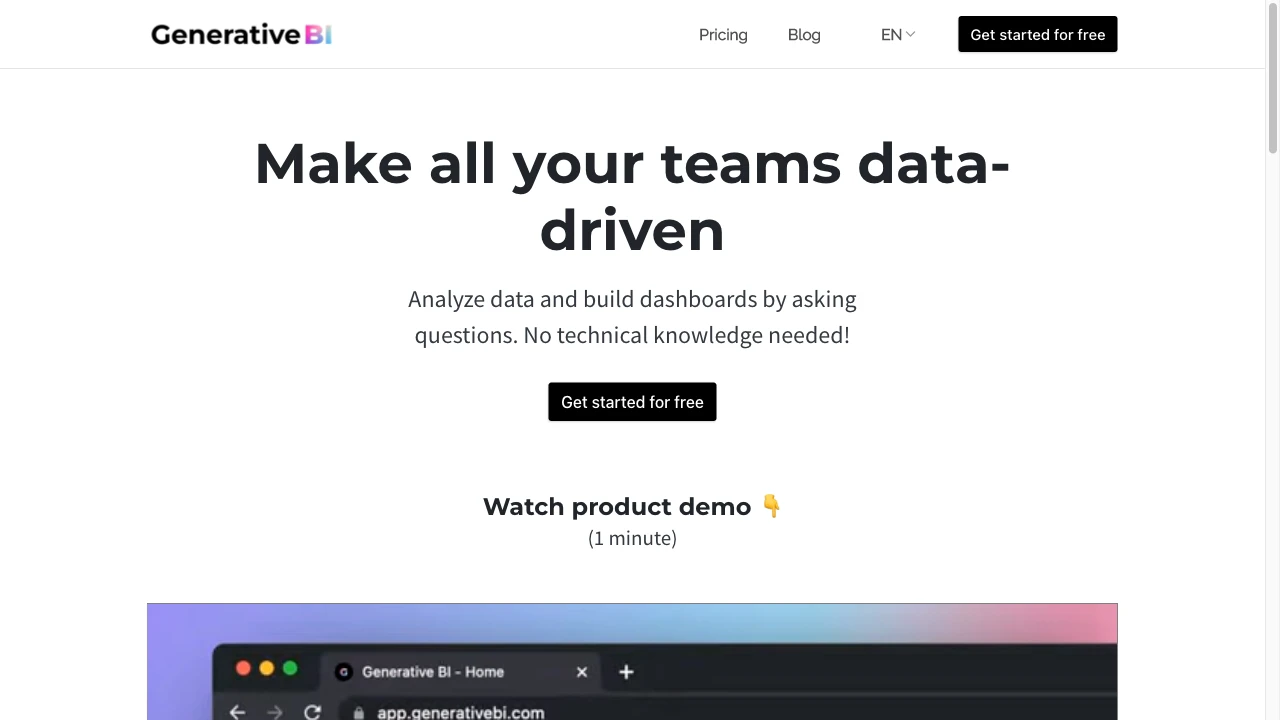 Generative BI
Pricing
Blog
EN
Get started for free
Make all your teams data-
driven
Analyze data and build dashboards by asking
questions. No technical knowledge needed!
Get started for free
Watch product demo 👇
(1 minute)
G
Generative BI - Home
app.generativebi.com